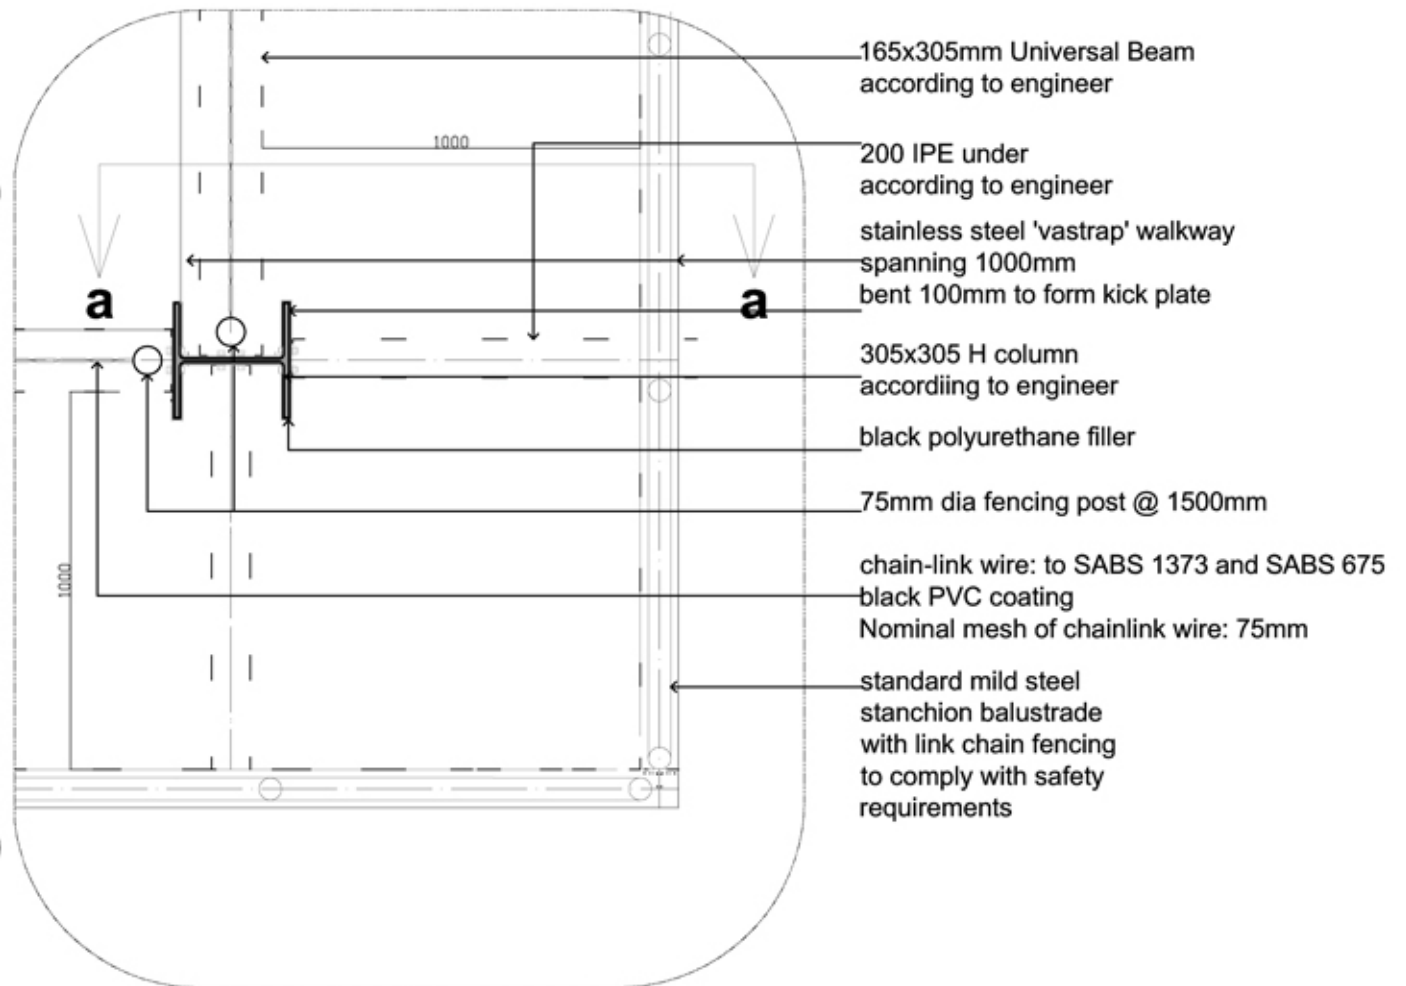 165x305mm Universal Beam
according to engineer
1000
200 IPE under
according to engineer
stainless steel 'vastrap' walkway
spanning 1000mm
bent 100mm to form kick plate
a
a
305x305 H column
accordiing to engineer
black polyurethane filler
75mm dia fencing post @ 1500mm
1000
chain-link wire: to SABS 1373 and SABS 675
black PVC coating
Nominal mesh of chainlink wire: 75mm
standard mild steel
stanchion balustrade
with link chain fencing
to comply with safety
requirements